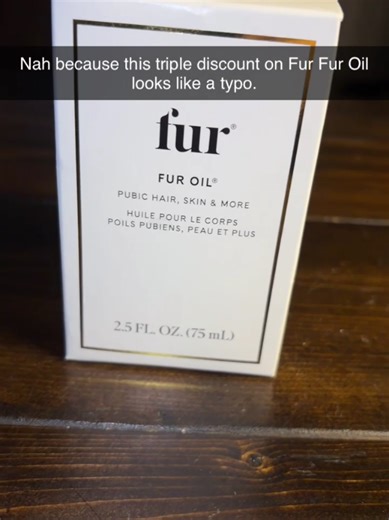 Nah because this triple discount on Fur Fur Oil
looks like a typo.
fur®
FUR OIL®
PUBIC HAIR, SKIN & MORE
HUILE POUR LE CORPS
POILS PUBIENS, PEAU ET PLUS
2.5 FL. OZ. (75 mL)